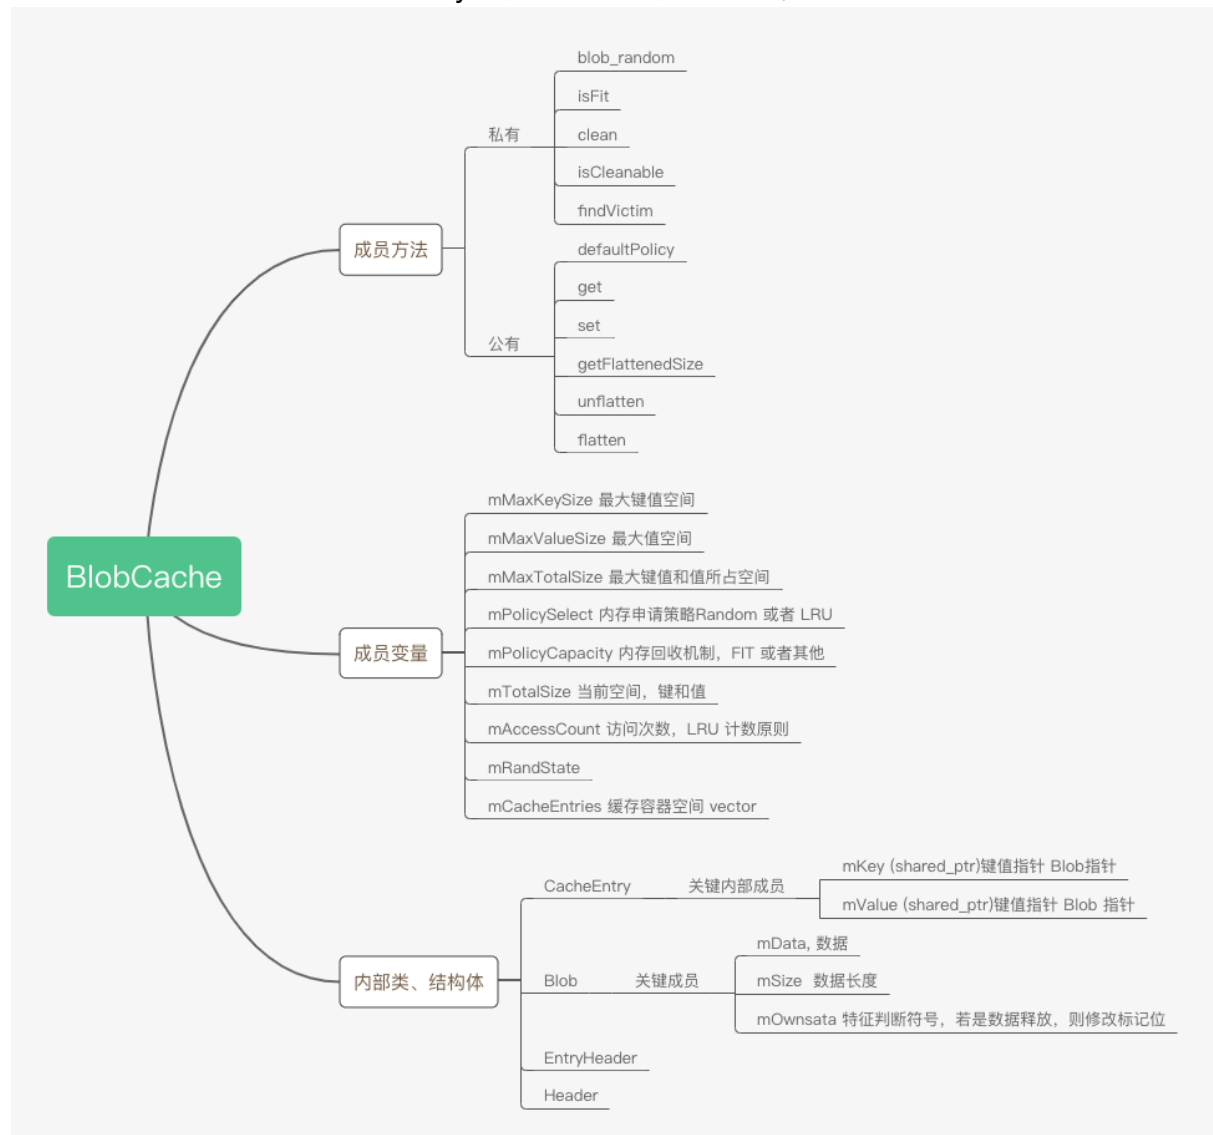 blob_random
isFit
私有
clean
isCleanable
findVictim
成员方法
defaultPolicy
get
set
公有
getFlattenedSize
unflatten
flatten
mMaxKeySize 最大键值空间
mMaxValueSize 最大值空间
BlobCache
mMaxTotalSize 最大键值和值所占空间
mPolicySelect 内存申请策略Random 或者 LRU
成员变量
mPolicyCapacity 内存回收机制，FIT 或者其他
mTotalSize 当前空间，键和值
mAccessCount 访问次数，LRU 计数原则
mRandState
mCacheEntries 缓存容器空间 vector
mKey (shared_ptr)键值指针 Blob指针
CacheEntry
关键内部成员
mValue (shared_ptr)键值指针 Blob 指针
mData, 数据
内部类、结构体
Blob
关键成员
mSize 数据长度
mOwnsata 特征判断符号，若是数据释放，则修改标记位
EntryHeader
Header